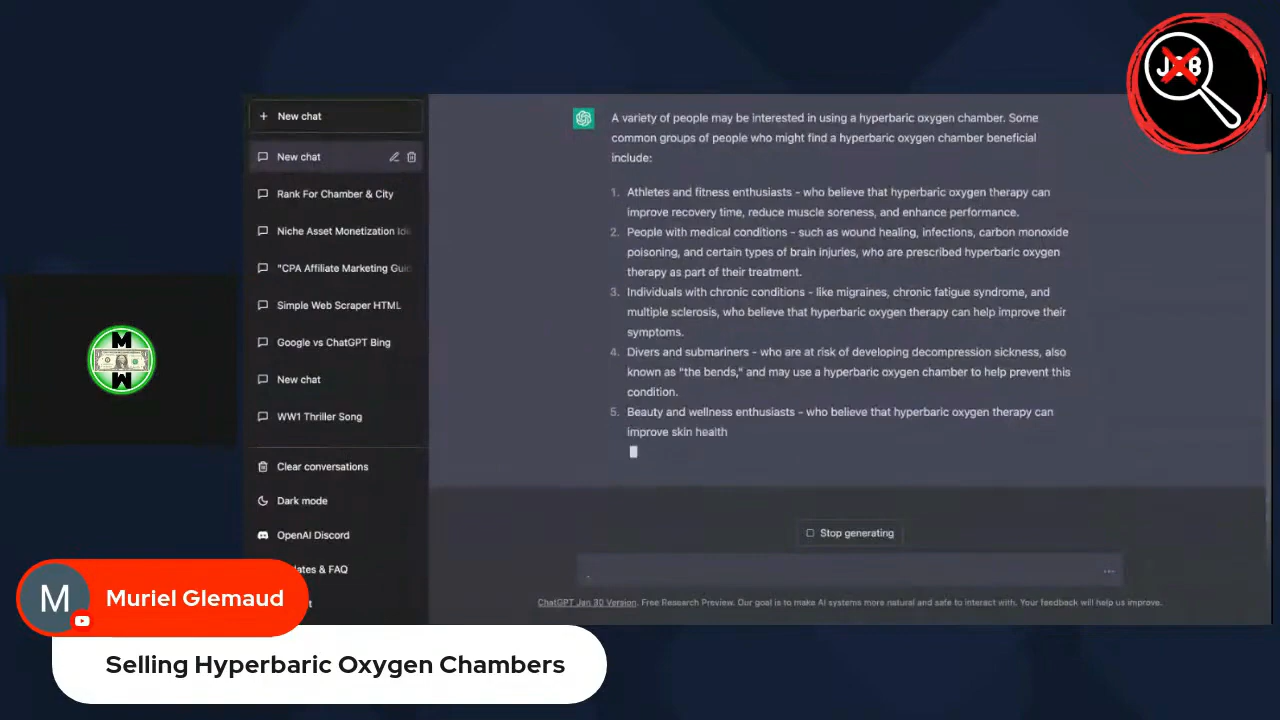 JOB
+ New chat
New chat
Rank For Chamber & City
Niche Asset Monetization Ide
"CPA Affiliate Marketing Guid
Simple Web Scraper HTML
Google vs ChatGPT Bing
New chat
WW1 Thriller Song
Clear conversations
Dark mode
OpenAI Discord
ates & FAQ
t
A variety of people may be interested in using a hyperbaric oxygen chamber. Some
common groups of people who might find a hyperbaric oxygen chamber beneficial
include:
1. Athletes and fitness enthusiasts - who believe that hyperbaric oxygen therapy can
improve recovery time, reduce muscle soreness, and enhance performance.
2. People with medical conditions - such as wound healing, infections, carbon monoxide
poisoning, and certain types of brain injuries, who are prescribed hyperbaric oxygen
therapy as part of their treatment.
3. Individuals with chronic conditions - like migraines, chronic fatigue syndrome, and
multiple sclerosis, who believe that hyperbaric oxygen therapy can help improve their
symptoms.
4. Divers and submariners - who are at risk of developing decompression sickness, also
known as "the bends," and may use a hyperbaric oxygen chamber to help prevent this
condition.
5. Beauty and wellness enthusiasts - who believe that hyperbaric oxygen therapy can
improve skin health
Stop generating
ChatGPT Jan 30 Version. Free Research Preview. Our goal is to make AI systems more natural and safe to interact with. Your feedback will help us improve.
M
M
M
Muriel Glemaud
Selling Hyperbaric Oxygen Chambers